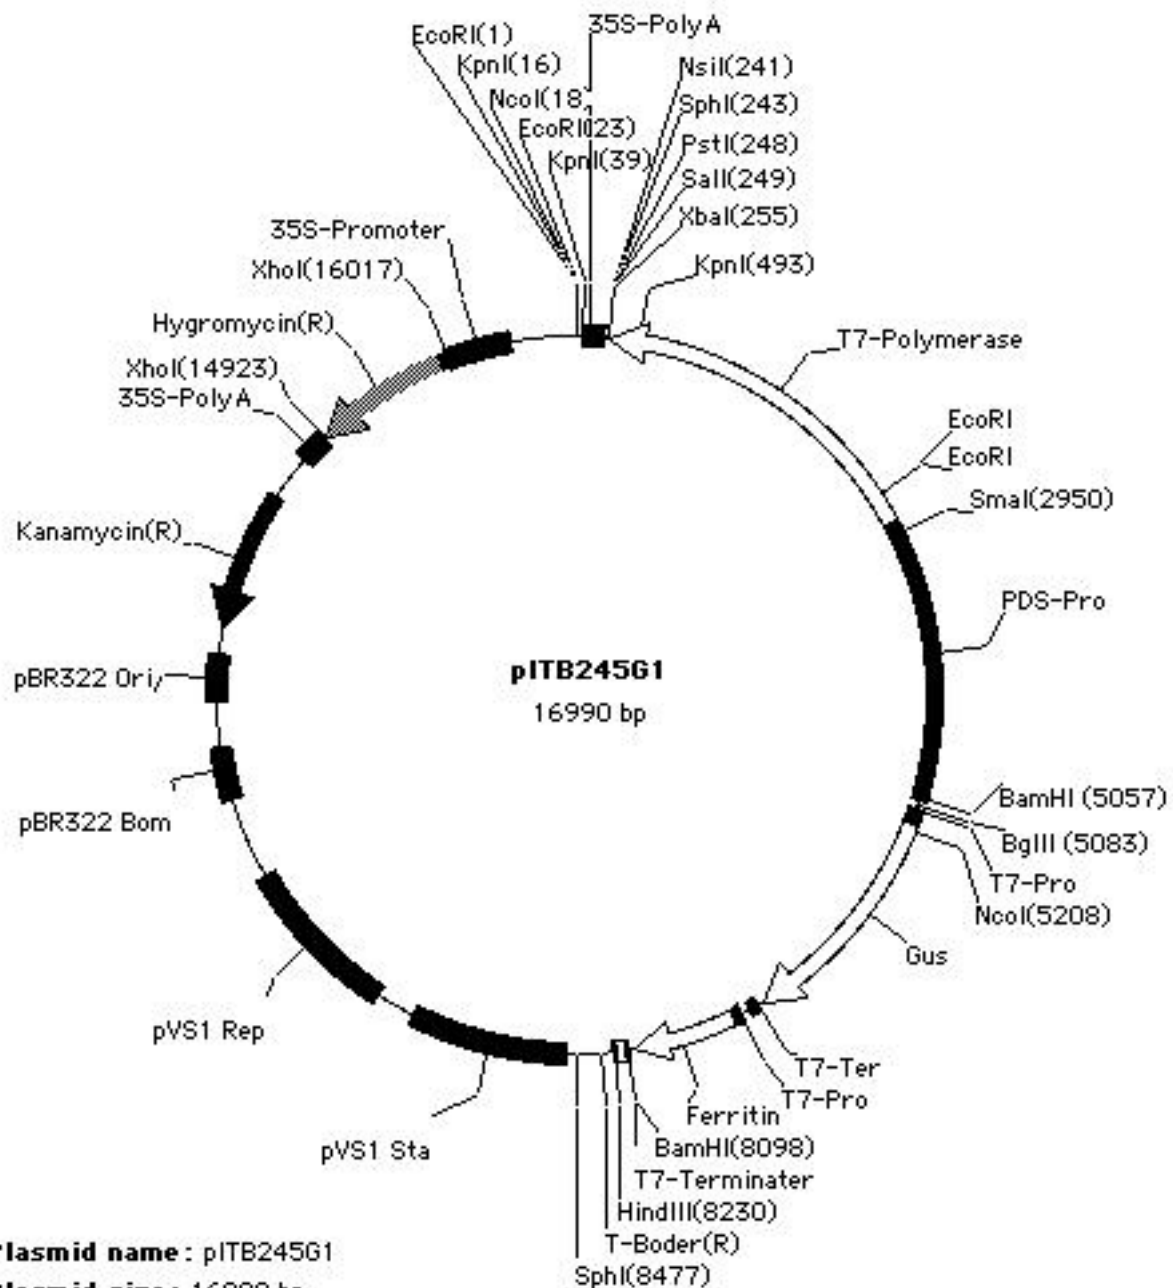 EcoRI(1)
KpnI(16)
NcoI(18)
EcoRI(23)
KpnI(39)
35S-PolyA
NsiI(241)
SphI(243)
PstI(248)
SalI(249)
XbaI(255)
KpnI(493)
T7-Polymerase
EcoRI
EcoRI
SmaI(2950)
PDS-Pro
BamHI (5057)
BglII (5083)
T7-Pro
NcoI(5208)
Gus
T7-Ter
T7-Pro
Ferritin
BamHI(8098)
T7-Terminater
HindIII(8230)
T-Boder(R)
SphI(8477)
pVS1 Sta
pVS1 Rep
pBR322 Bom
pBR322 Ori
Kanamycin(R)
35S-PolyA
XhoI(14923)
Hygromycin(R)
XhoI(16017)
35S-Promoter
pITB245G1
16990 bp
Plasmid name: pITB245G1
Plasmid size: 16990 bp